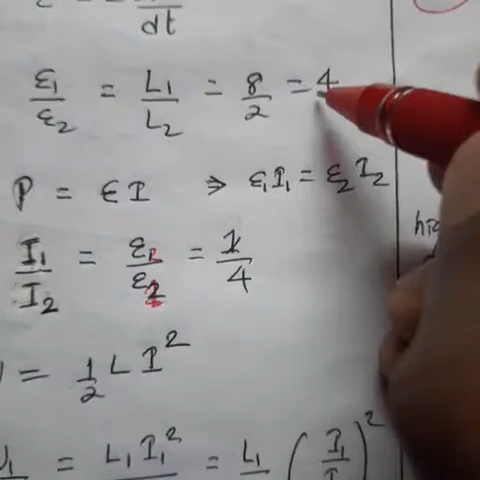 dt
ε₁/ε₂ = L₁/L₂ = 8/2 = 4
P = εI ⇒ ε₁I₁ = ε₂I₂
I₁/I₂ = ε₂/ε₁ = 1/4
= 1/2 L I²
= L₁I₁² = L₁ (I₁